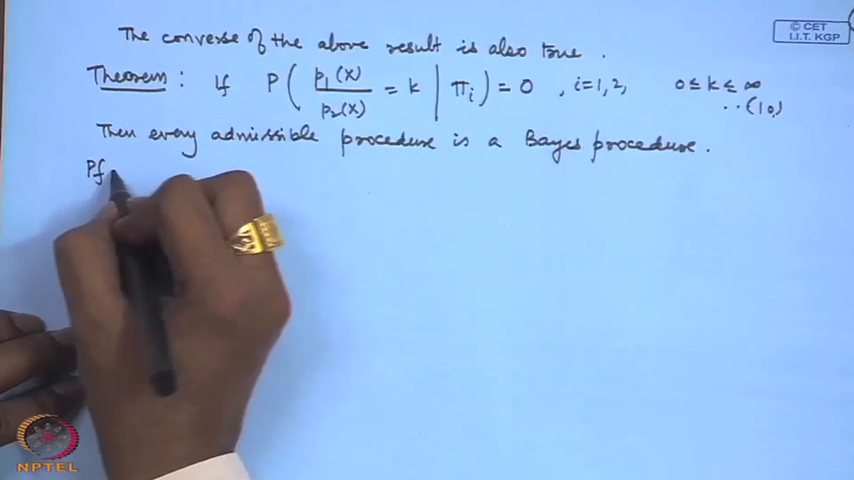 © CET
I.I.T. KGP
The converse of the above result is also true.
Theorem: If P( p₁(X)/p₂(X) = k | Πᵢ) = 0, i=1,2, 0 ≤ k ≤ ∞
..(10)
Then every admissible procedure is a Bayes procedure.
Pf
NPTEL